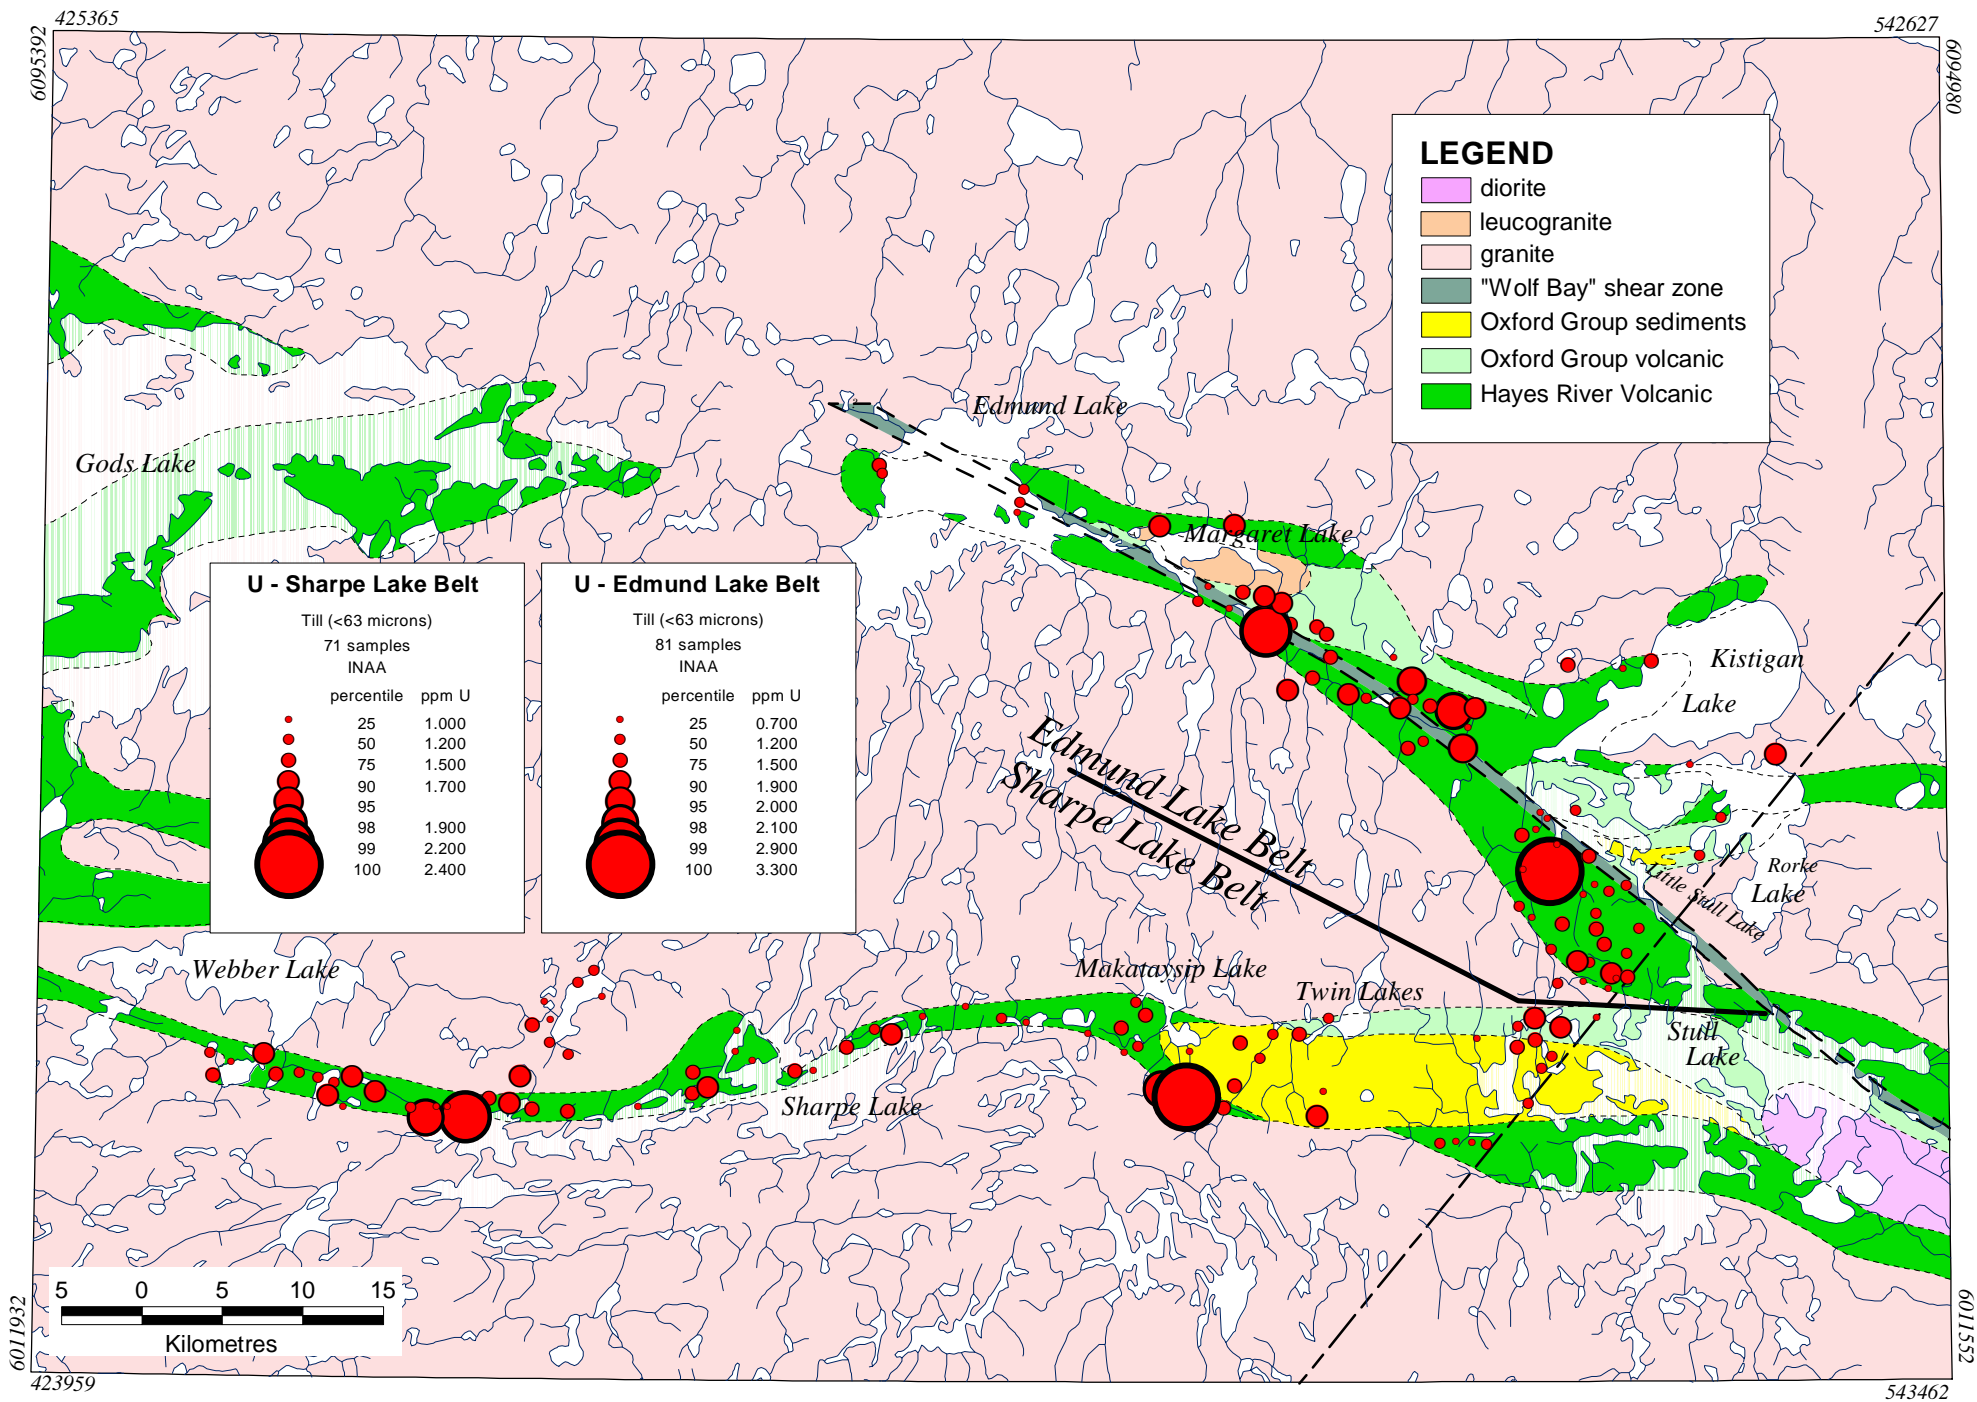 425365
542627
6095392
6094980
LEGEND
diorite
leucogranite
granite
"Wolf Bay" shear zone
Oxford Group sediments
Oxford Group volcanic
Hayes River Volcanic
Edmund Lake
Gods Lake
Margaret Lake
Kistigan
Lake
U - Sharpe Lake Belt
Till (<63 microns)
71 samples
INAA
percentile ppm U
25 1.000
50 1.200
75 1.500
90 1.700
95
98 1.900
99 2.200
100 2.400
U - Edmund Lake Belt
Till (<63 microns)
81 samples
INAA
percentile ppm U
25 0.700
50 1.200
75 1.500
90 1.900
95 2.000
98 2.100
99 2.900
100 3.300
Edmund Lake Belt
Sharpe Lake Belt
Rorke
Lake
Little Stull Lake
Webber Lake
Makataysip Lake
Twin Lakes
Stull
Lake
Sharpe Lake
5 0 5 10 15
Kilometres
6011932
6011552
423959
543462